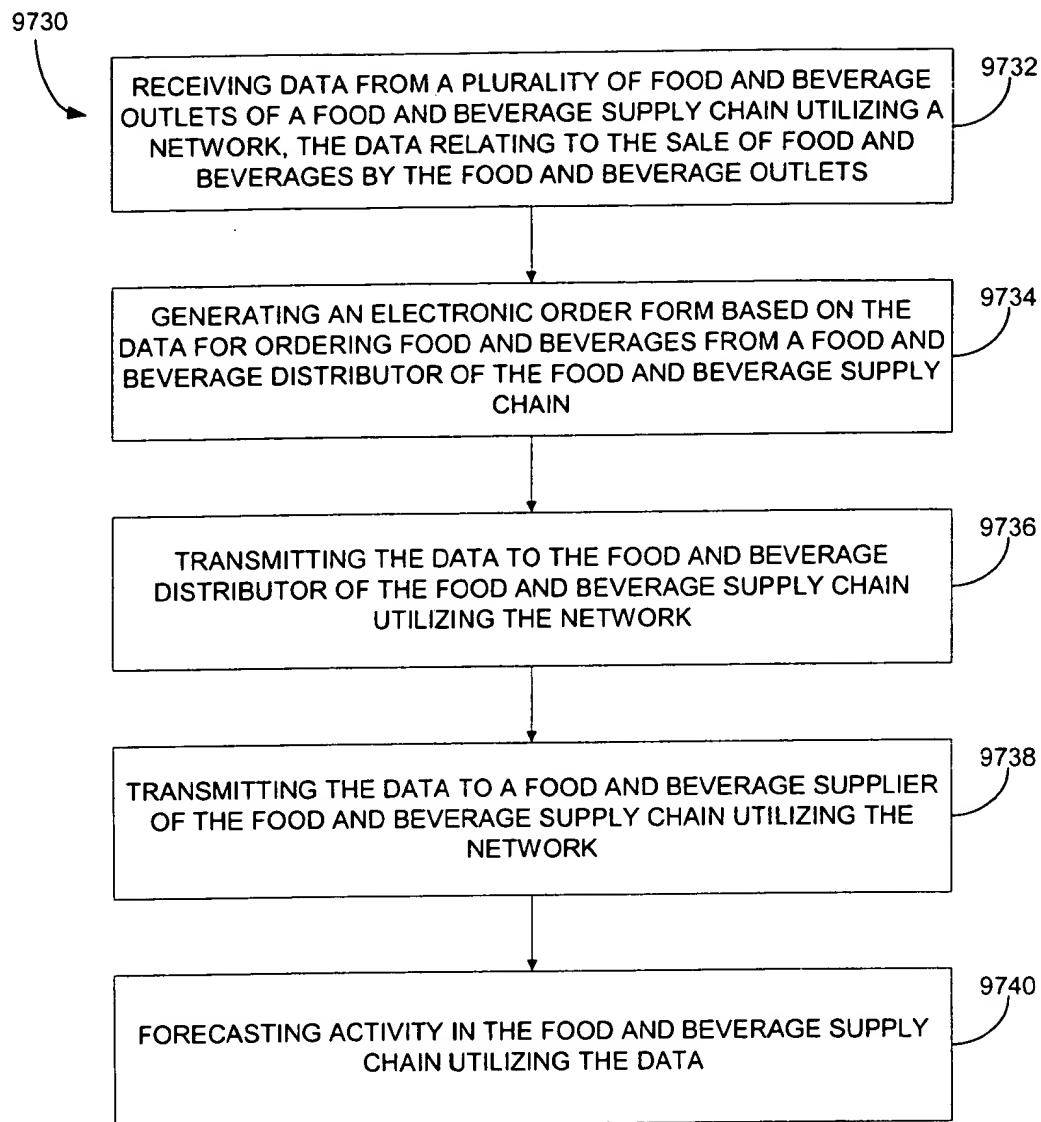 9730
RECEIVING DATA FROM A PLURALITY OF FOOD AND BEVERAGE
OUTLETS OF A FOOD AND BEVERAGE SUPPLY CHAIN UTILIZING A
NETWORK, THE DATA RELATING TO THE SALE OF FOOD AND
BEVERAGES BY THE FOOD AND BEVERAGE OUTLETS
9732
GENERATING AN ELECTRONIC ORDER FORM BASED ON THE
DATA FOR ORDERING FOOD AND BEVERAGES FROM A FOOD AND
BEVERAGE DISTRIBUTOR OF THE FOOD AND BEVERAGE SUPPLY
CHAIN
9734
TRANSMITTING THE DATA TO THE FOOD AND BEVERAGE
DISTRIBUTOR OF THE FOOD AND BEVERAGE SUPPLY CHAIN
UTILIZING THE NETWORK
9736
TRANSMITTING THE DATA TO A FOOD AND BEVERAGE SUPPLIER
OF THE FOOD AND BEVERAGE SUPPLY CHAIN UTILIZING THE
NETWORK
9738
FORECASTING ACTIVITY IN THE FOOD AND BEVERAGE SUPPLY
CHAIN UTILIZING THE DATA
9740